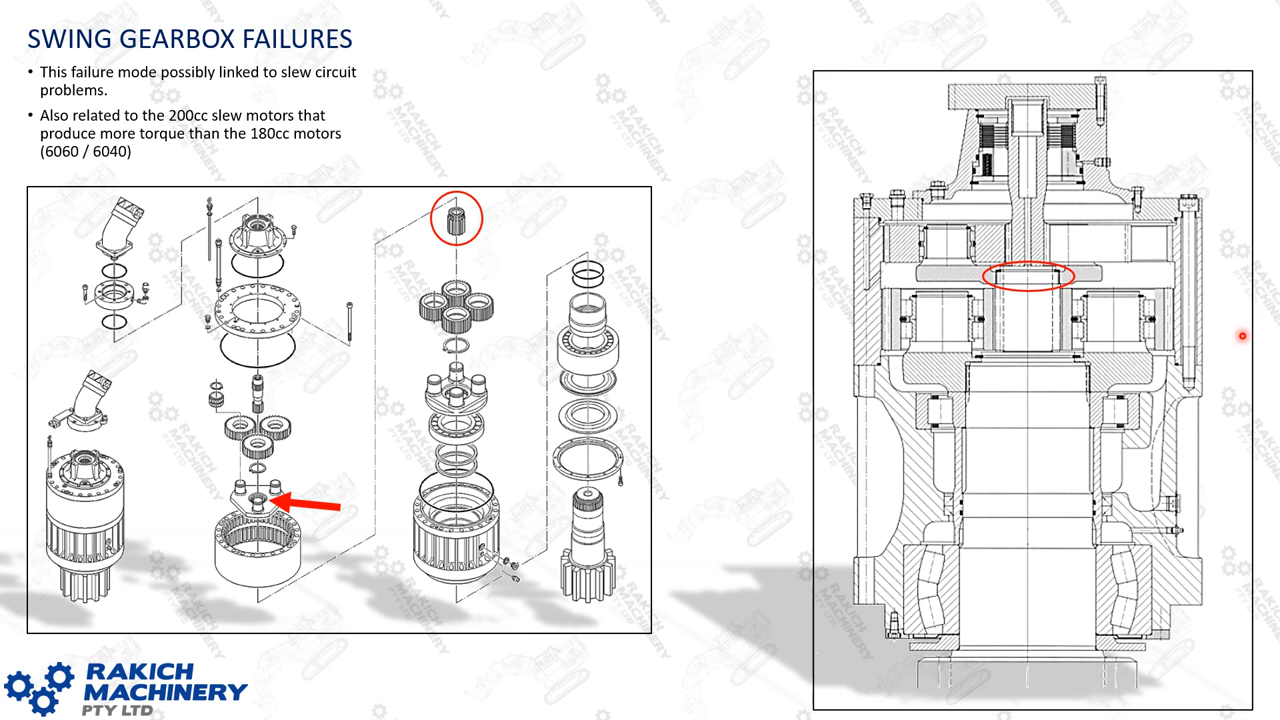 SWING GEARBOX FAILURES
• This failure mode possibly linked to slew circuit
problems.
• Also related to the 200cc slew motors that
produce more torque than the 180cc motors
(6060 / 6040)
RAKICH
MACHINERY
PTY LTD